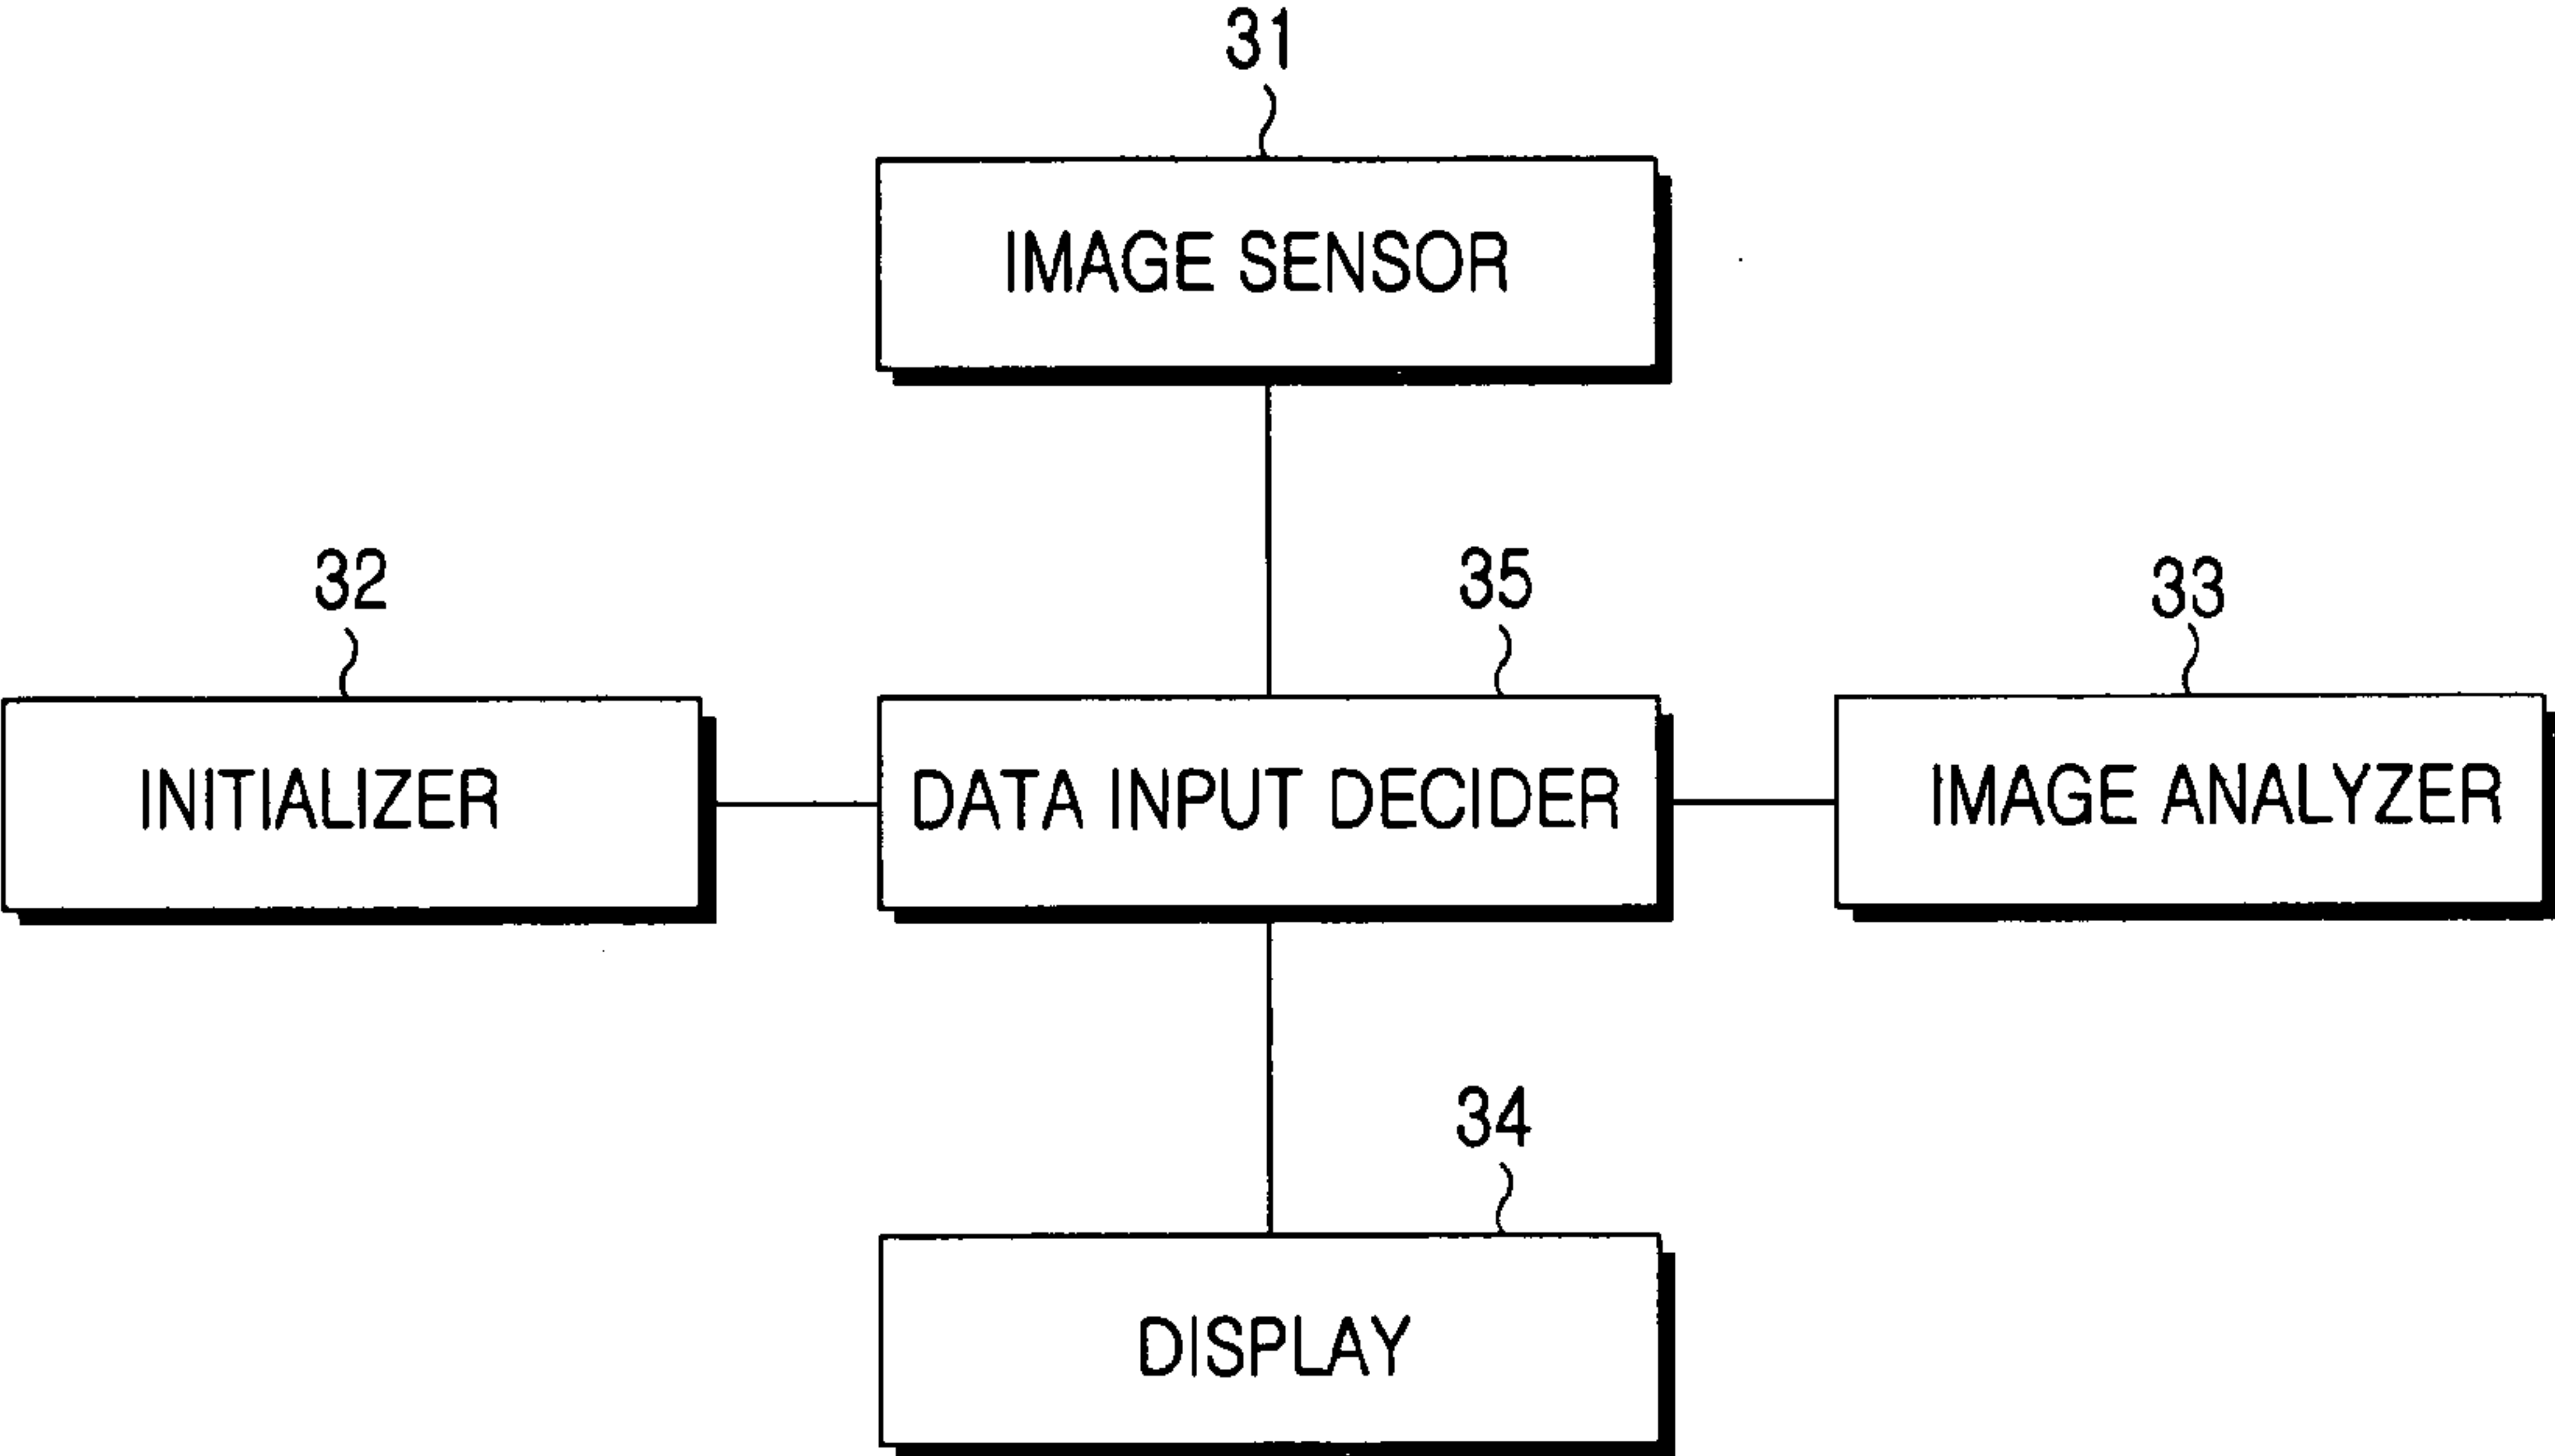 31
IMAGE SENSOR
32
35
33
INITIALIZER
DATA INPUT DECIDER
IMAGE ANALYZER
34
DISPLAY